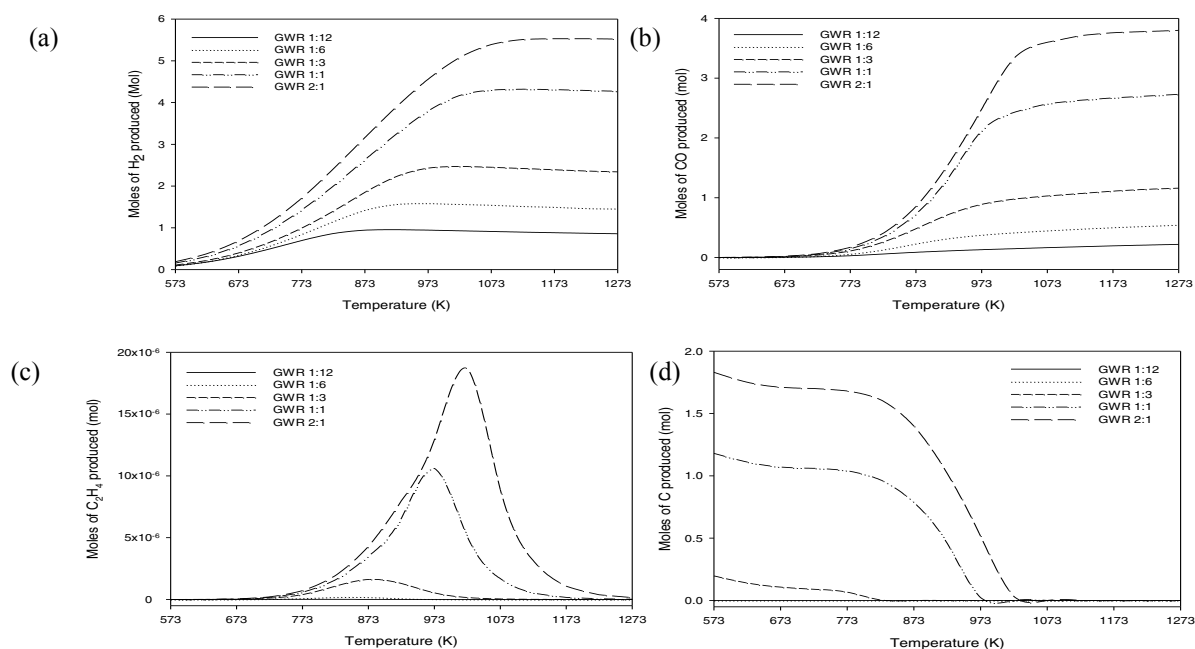 (a)
Moles of H2 produced (Mol)
6
5
4
3
2
1
0
GWR 1:12
GWR 1:6
GWR 1:3
GWR 1:1
GWR 2:1
573 673 773 873 973 1073 1173 1273
Temperature (K)
(b)
Moles of CO produced (mol)
4
3
2
1
0
GWR 1:12
GWR 1:6
GWR 1:3
GWR 1:1
GWR 2:1
573 673 773 873 973 1073 1173 1273
Temperature (K)
(c)
Moles of C2H4 produced (mol)
20x10-6
15x10-6
10x10-6
5x10-6
0
GWR 1:12
GWR 1:6
GWR 1:3
GWR 1:1
GWR 2:1
573 673 773 873 973 1073 1173 1273
Temperature (K)
(d)
Moles of C produced (mol)
2.0
1.5
1.0
0.5
0.0
GWR 1:12
GWR 1:6
GWR 1:3
GWR 1:1
GWR 2:1
573 673 773 873 973 1073 1173 1273
Temperature (K)